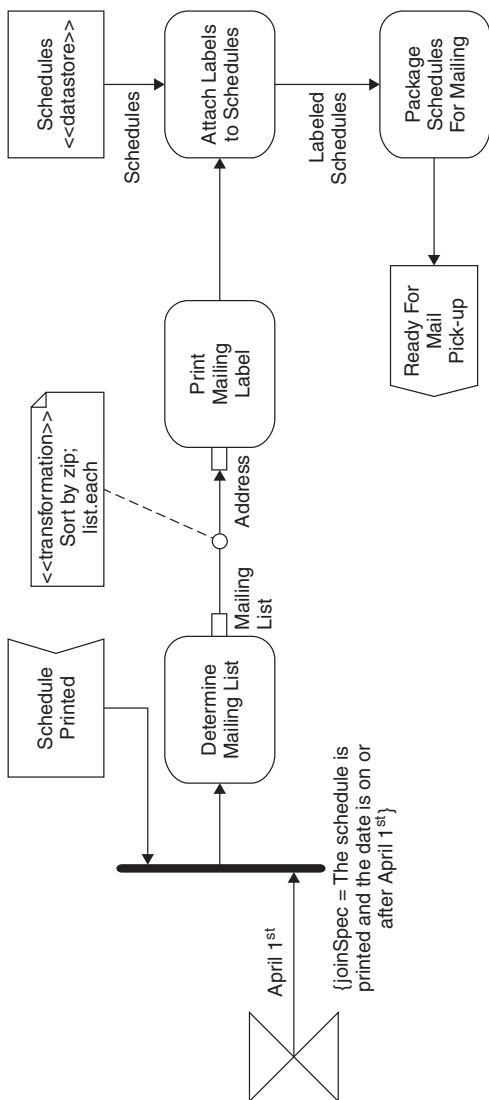 Schedule
Printed
April 1st
{joinSpec = The schedule is
printed and the date is on or
after April 1st}
Determine
Mailing List
Mailing
List
<<transformation>>
Sort by zip;
list.each
Address
Print
Mailing
Label
Schedules
<<datastore>>
Schedules
Attach Labels
to Schedules
Labeled
Schedules
Package
Schedules
For Mailing
Ready For
Mail
Pick-up